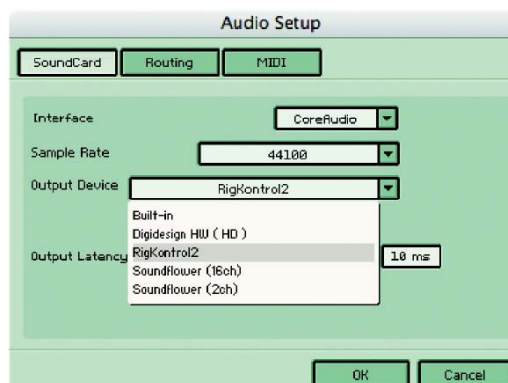 Audio Setup
SoundCard Routing MIDI
Interface CoreAudio
Sample Rate 44100
Output Device RigKontrol2
Built-in
Digidesign HW ( HD )
Output Latency RigKontrol2 10 ms
Soundflower (16ch)
Soundflower (2ch)
OK Cancel